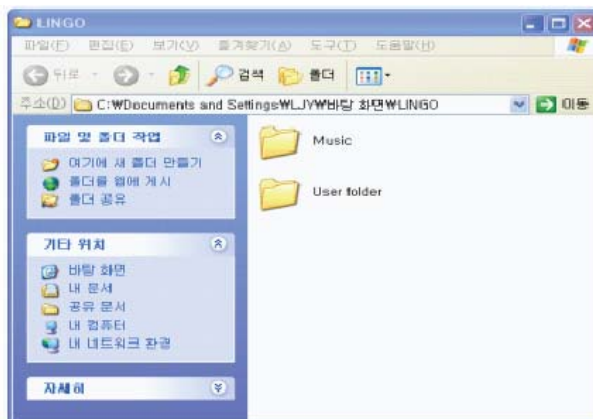 LINGO
파일(F) 편집(E) 보기(V) 즐겨찾기(A) 도구(T) 도움말(H)
뒤로 검색 폴더
주소(D) C:₩Documents and Settings₩LJY₩바탕 화면₩LINGO 이동
파일 및 폴더 작업
여기에 새 폴더 만들기
폴더를 웹에 게시
폴더 공유
기타 위치
바탕 화면
내 문서
공유 문서
내 컴퓨터
내 네트워크 환경
자세히
Music
User folder